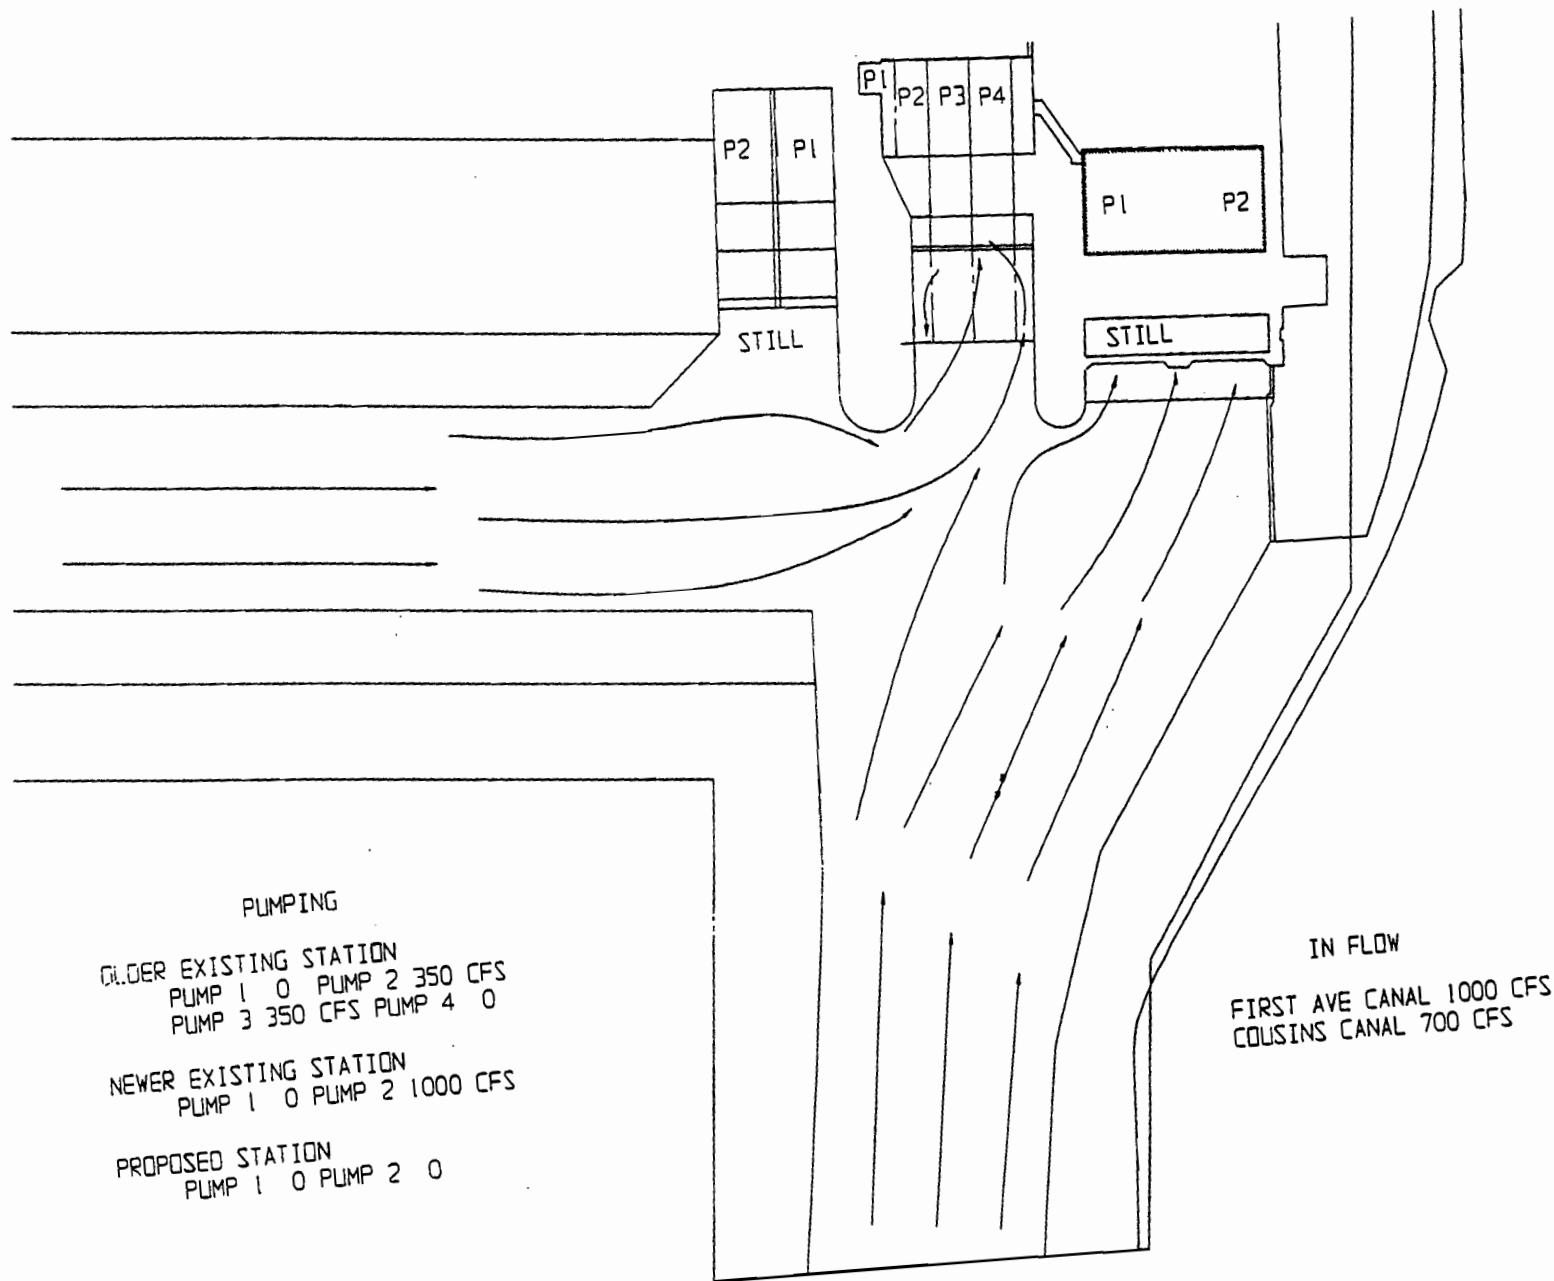 P1
P2 P3 P4
P2 P1
P1 P2
STILL
STILL
PUMPING
OLDER EXISTING STATION
PUMP 1 0 PUMP 2 350 CFS
PUMP 3 350 CFS PUMP 4 0
NEWER EXISTING STATION
PUMP 1 0 PUMP 2 1000 CFS
PROPOSED STATION
PUMP 1 0 PUMP 2 0
IN FLOW
FIRST AVE CANAL 1000 CFS
COUSINS CANAL 700 CFS